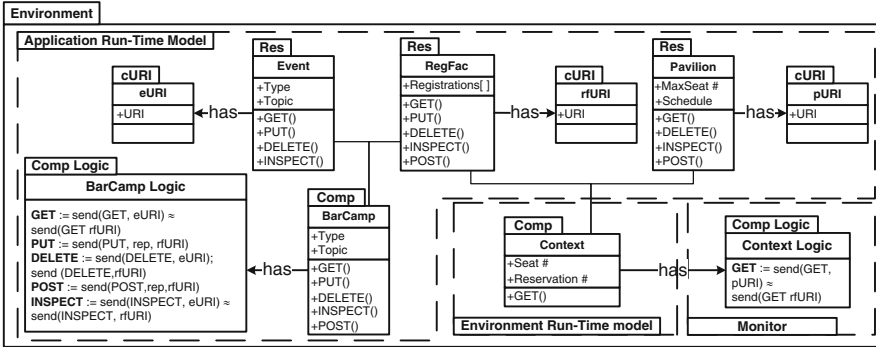 Environment
Application Run-Time Model
cURI
eURI
+URI
has
Res
Event
+Type
+Topic
+GET()
+PUT()
+DELETE()
+INSPECT()
Res
RegFac
+Registrations[ ]
+GET()
+PUT()
+DELETE()
+INSPECT()
+POST()
has
cURI
rfURI
+URI
Res
Pavilion
+MaxSeat #
+Schedule
+GET()
+DELETE()
+INSPECT()
+POST()
has
cURI
pURI
+URI
Comp Logic
BarCamp Logic
GET := send(GET, eURI) ≈
send(GET rfURI)
PUT := send(PUT, rep, rfURI)
DELETE := send(DELETE, eURI);
send (DELETE,rfURI)
POST := send(POST,rep,rfURI)
INSPECT := send(INSPECT, eURI) ≈
send(INSPECT, rfURI)
has
Comp
BarCamp
+Type
+Topic
+GET()
+PUT()
+DELETE()
+INSPECT()
+POST()
Comp
Context
+Seat #
+Reservation #
+GET()
Environment Run-Time model
has
Comp Logic
Context Logic
GET := send(GET,
pURI) ≈
send(GET rfURI)
Monitor